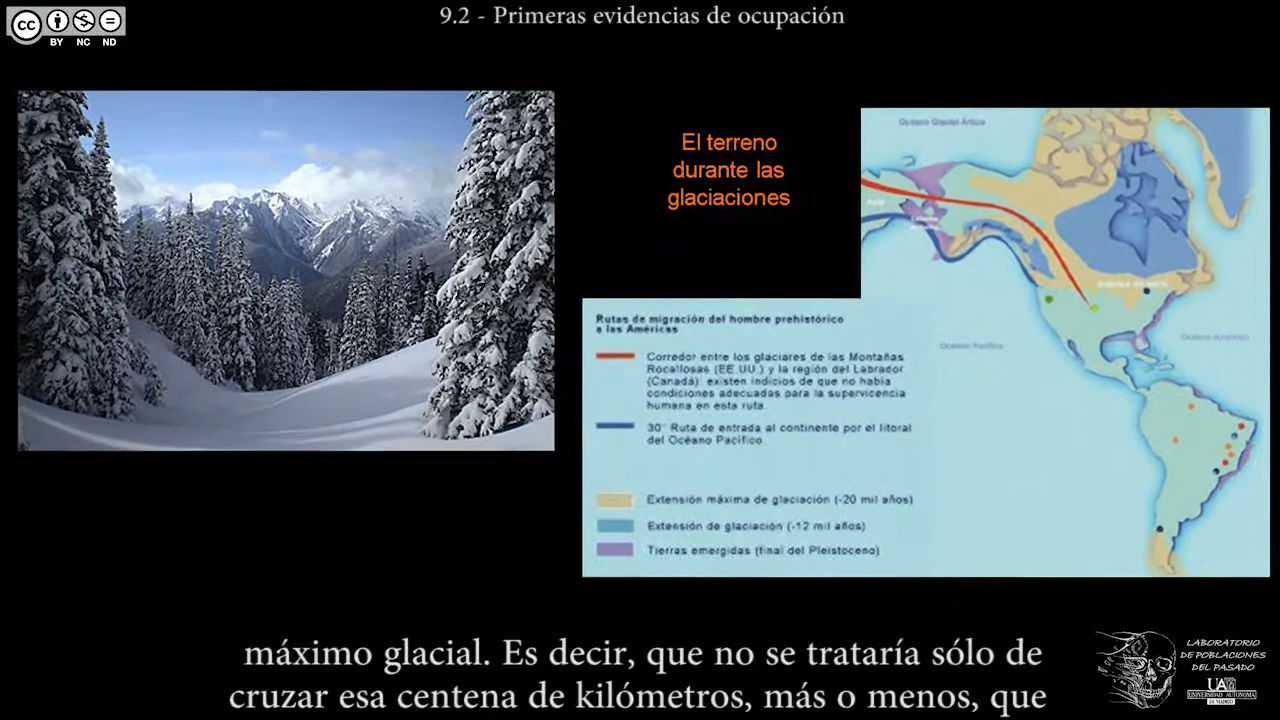 9.2 - Primeras evidencias de ocupación
cc
BY NC ND
El terreno
durante las
glaciaciones
Océano Glacial Ártico
Asia
Océano Pacífico
Rutas de migración del hombre prehistórico
a las Américas
Corredor entre los glaciares de las Montañas
Rocallosas (EE.UU.) y la región del Labrador
(Canadá): existen indicios de que no había
condiciones adecuadas para la supervicencia
humana en esta ruta.
30° Ruta de entrada al continente por el litoral
del Océano Pacífico.
Extensión máxima de glaciación (-20 mil años)
Extensión de glaciación (-12 mil años)
Tierras emergidas (final del Pleistoceno)
máximo glacial. Es decir, que no se trataría sólo de
cruzar esa centena de kilómetros, más o menos, que
LABORATORIO
DE POBLACIONES
DEL PASADO
UAM
UNIVERSIDAD AUTONOMA
DE MADRID